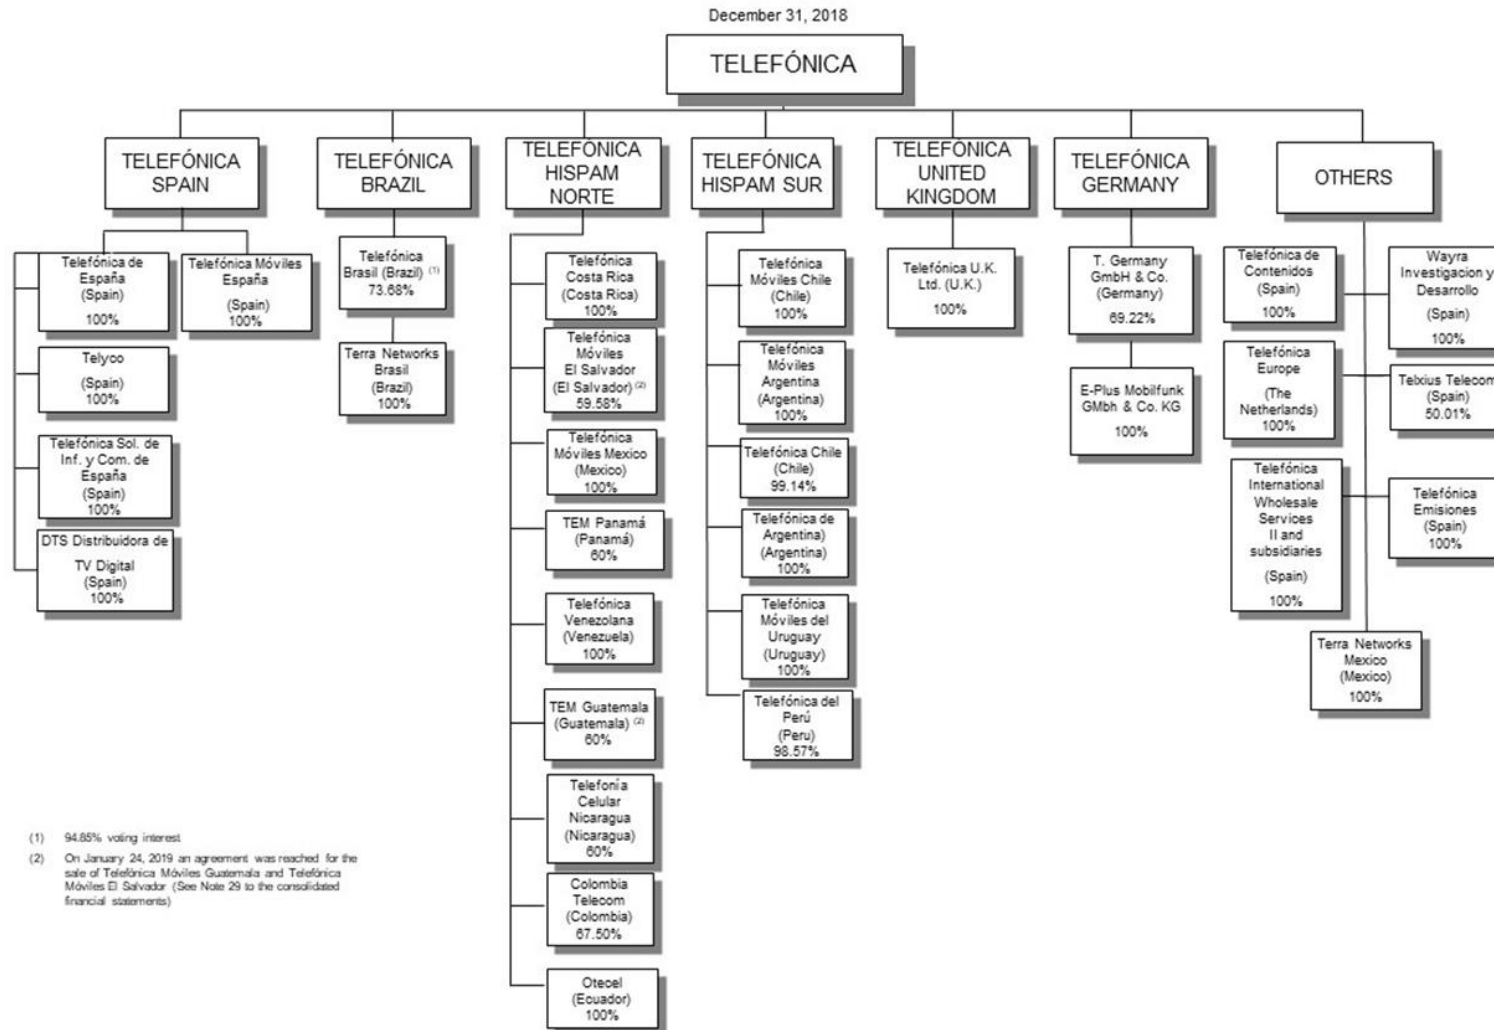 December 31, 2018
TELEFÓNICA
TELEFÓNICA
SPAIN
TELEFÓNICA
BRAZIL
TELEFÓNICA
HISPAM
NORTE
TELEFÓNICA
HISPAM SUR
TELEFÓNICA
UNITED
KINGDOM
TELEFÓNICA
GERMANY
OTHERS
Telefónica de
España
(Spain)
100%
Telefónica Móviles
España
(Spain)
100%
Telyco
(Spain)
100%
Telefónica Sol. de
Inf. y Com. de
España
(Spain)
100%
DTS Distribuidora de
TV Digital
(Spain)
100%
Telefónica
Brasil (Brazil) (1)
73.68%
Terra Networks
Brasil
(Brazil)
100%
Telefónica
Costa Rica
(Costa Rica)
100%
Telefónica
Móviles
El Salvador
(El Salvador) (2)
59.58%
Telefónica
Móviles Mexico
(Mexico)
100%
TEM Panamá
(Panamá)
60%
Telefónica
Venezolana
(Venezuela)
100%
TEM Guatemala
(Guatemala) (2)
60%
Telefonía
Celular
Nicaragua
(Nicaragua)
60%
Colombia
Telecom
(Colombia)
67.50%
Otecel
(Ecuador)
100%
Telefónica
Móviles Chile
(Chile)
100%
Telefónica
Móviles
Argentina
(Argentina)
100%
Telefónica Chile
(Chile)
99.14%
Telefónica de
Argentina)
(Argentina)
100%
Telefónica
Móviles del
Uruguay
(Uruguay)
100%
Telefónica del
Perú
(Peru)
98.57%
Telefónica U.K.
Ltd. (U.K.)
100%
T. Germany
GmbH & Co.
(Germany)
69.22%
E-Plus Mobilfunk
GMbh & Co. KG
100%
Telefónica de
Contenidos
(Spain)
100%
Wayra
Investigacion y
Desarrollo
(Spain)
100%
Telefónica
Europe
(The
Netherlands)
100%
Telxius Telecom
(Spain)
50.01%
Telefónica
International
Wholesale
Services
II and
subsidiaries
(Spain)
100%
Telefónica
Emisiones
(Spain)
100%
Terra Networks
Mexico
(Mexico)
100%
(1) 94.85% voting interest
(2) On January 24, 2019 an agreement was reached for the
sale of Telefónica Móviles Guatemala and Telefónica
Móviles El Salvador (See Note 29 to the consolidated
financial statements)